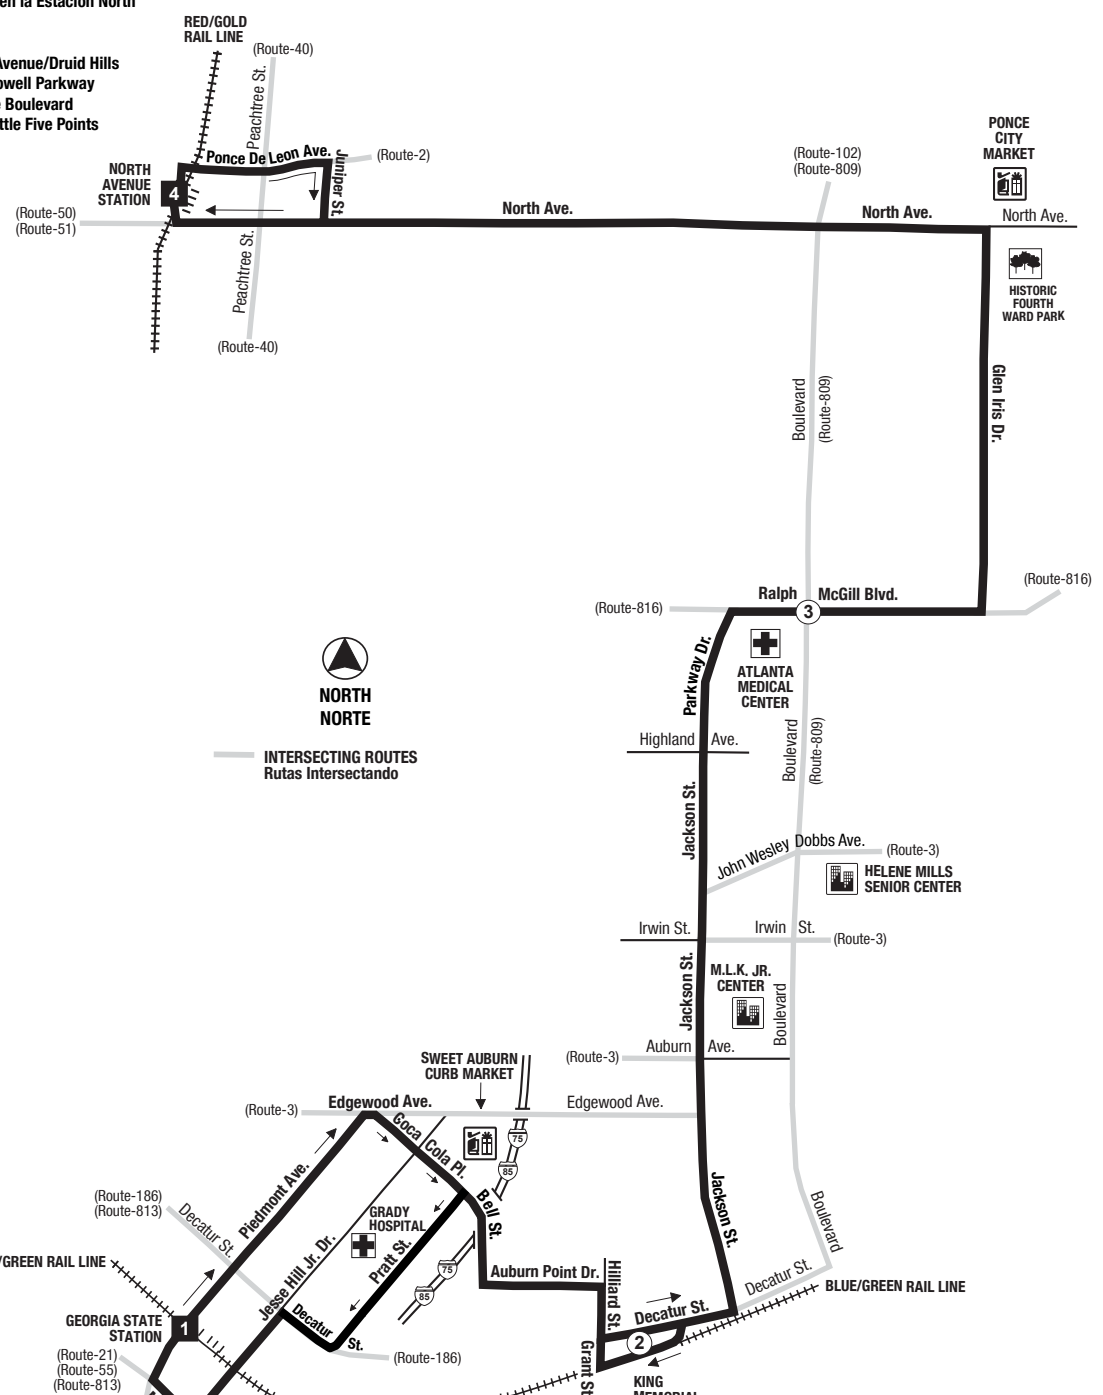 en la Estación North
RED/GOLD
RAIL LINE
(Route-40)
Avenue/Druid Hills
owell Parkway
Boulevard
ttle Five Points
Peachtree St.
Ponce De Leon Ave.
Juniper St.
(Route-2)
NORTH
AVENUE
STATION
4
(Route-50)
(Route-51)
North Ave.
(Route-102)
(Route-809)
North Ave.
PONCE
CITY
MARKET
North Ave.
Peachtree St.
(Route-40)
HISTORIC
FOURTH
WARD PARK
Boulevard
(Route-809)
Glen Iris Dr.
(Route-816)
Ralph McGill Blvd.
3
(Route-816)
Parkway Dr.
ATLANTA
MEDICAL
CENTER
NORTH
NORTE
INTERSECTING ROUTES
Rutas Intersectando
Highland Ave.
Boulevard
(Route-809)
Jackson St.
John Wesley Dobbs Ave.
(Route-3)
HELENE MILLS
SENIOR CENTER
Irwin St.
Irwin St.
(Route-3)
Jackson St.
M.L.K. JR.
CENTER
Boulevard
(Route-3)
Auburn Ave.
SWEET AUBURN
CURB MARKET
(Route-3)
Edgewood Ave.
Edgewood Ave.
Coca Cola Pl.
75
85
Piedmont Ave.
(Route-186)
(Route-813)
Decatur St.
GRADY
HOSPITAL
Bell St.
Jackson St.
Boulevard
Jesse Hill Jr. Dr.
Pratt St.
75
85
/GREEN RAIL LINE
Auburn Point Dr.
Hilliard St.
Decatur St.
Decatur St.
BLUE/GREEN RAIL LINE
GEORGIA STATE
STATION
1
Decatur St.
2
Grant St
(Route-21)
(Route-55)
(Route-813)
(Route-186)
KING
MEMORIAL